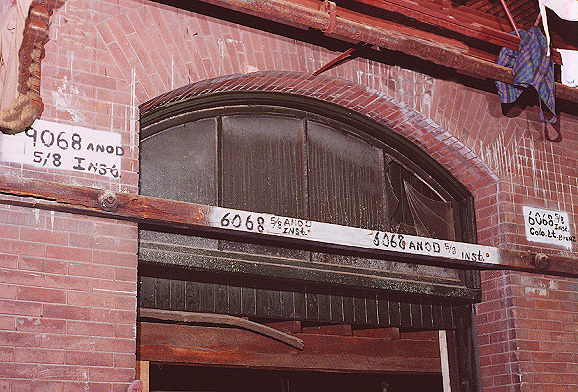 9068 ANOD
5/8 INST.
6068 5/8 ANOD
INST.
6068 ANOD 5/8 INST.
6068 5/8
INST.
Colo. Lt.